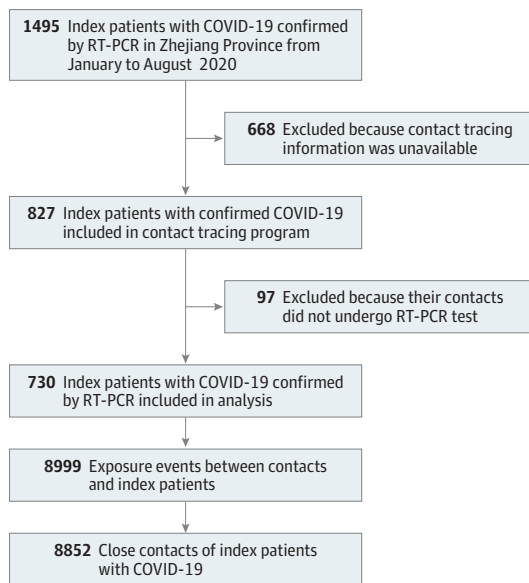 1495 Index patients with COVID-19 confirmed
by RT-PCR in Zhejiang Province from
January to August 2020
668 Excluded because contact tracing
information was unavailable
827 Index patients with confirmed COVID-19
included in contact tracing program
97 Excluded because their contacts
did not undergo RT-PCR test
730 Index patients with COVID-19 confirmed
by RT-PCR included in analysis
8999 Exposure events between contacts
and index patients
8852 Close contacts of index patients
with COVID-19